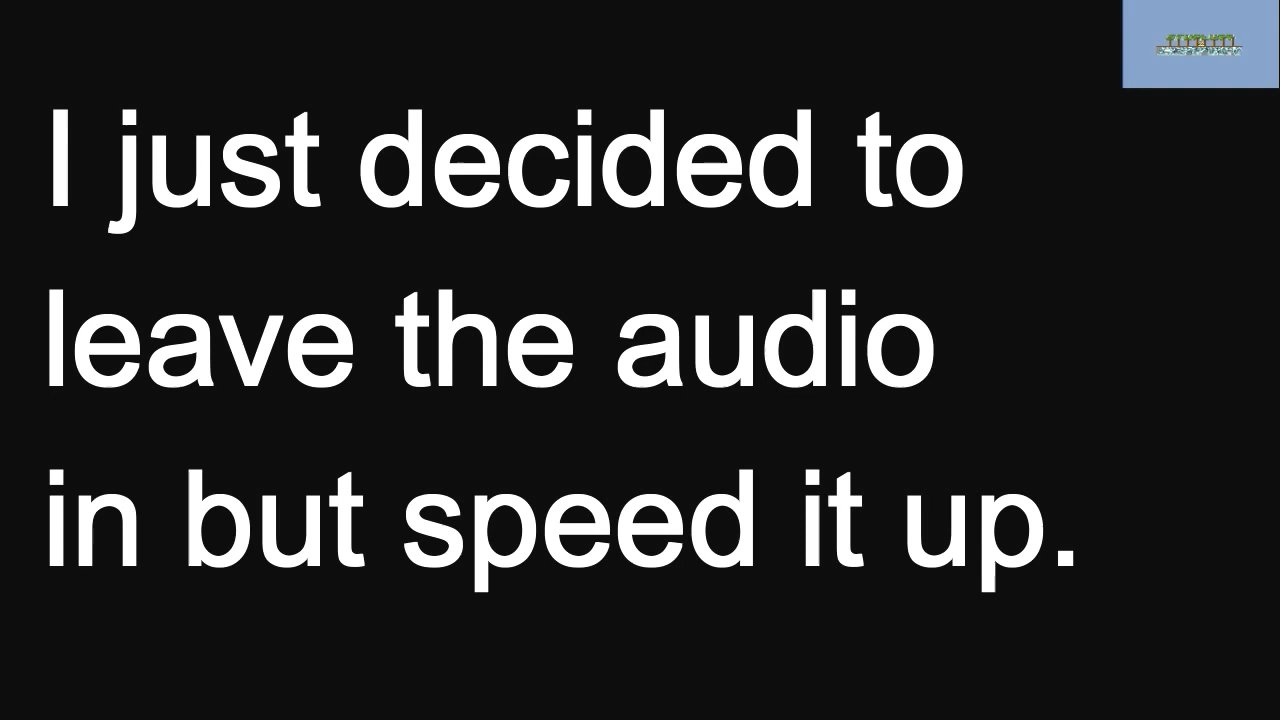 I just decided to
leave the audio
in but speed it up.